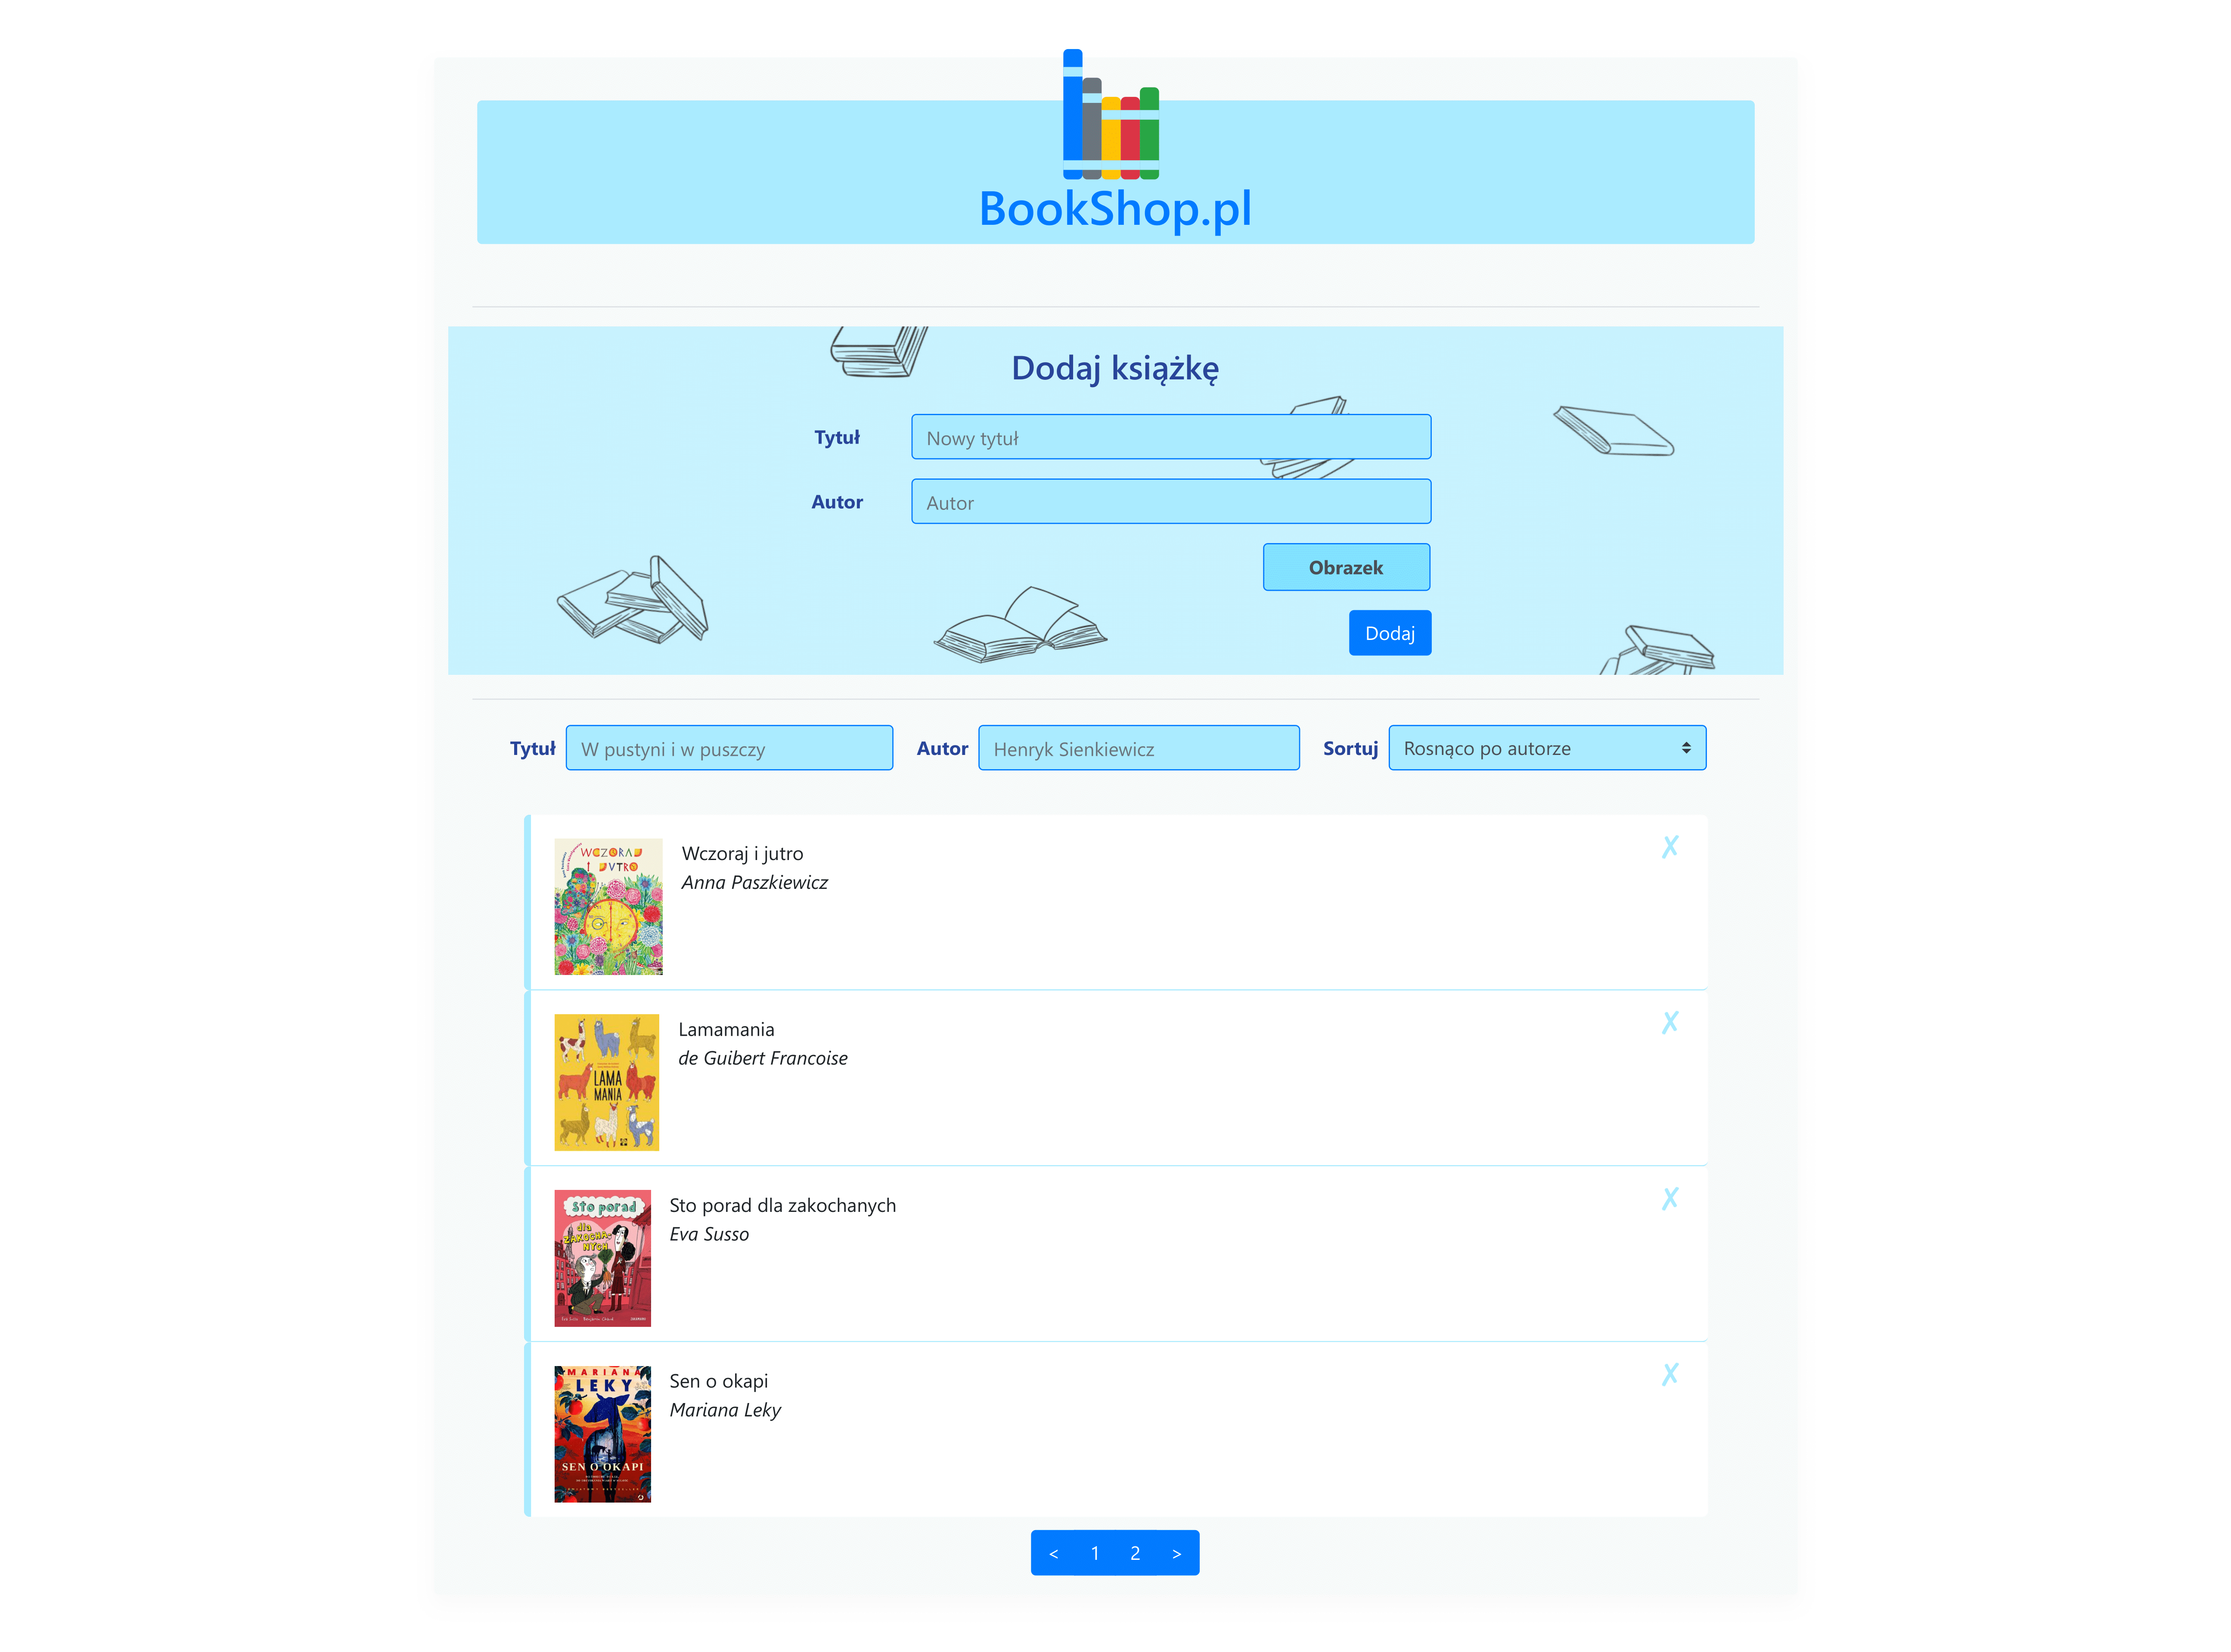 BookShop.pl
Dodaj książkę
Tytuł
Nowy tytuł
Autor
Autor
Obrazek
Dodaj
Tytuł W pustyni i w puszczy Autor Henryk Sienkiewicz Sortuj Rosnąco po autorze
WCZORAJ
I JUTRO
Wczoraj i jutro
Anna Paszkiewicz
✗
LAMA
MANIA
Lamamania
de Guibert Francoise
✗
Sto porad
dla
ZAKOCHA-
NYCH
Sto porad dla zakochanych
Eva Susso
✗
MARIANA
LEKY
SEN O OKAPI
Sen o okapi
Mariana Leky
✗
< 1 2 >